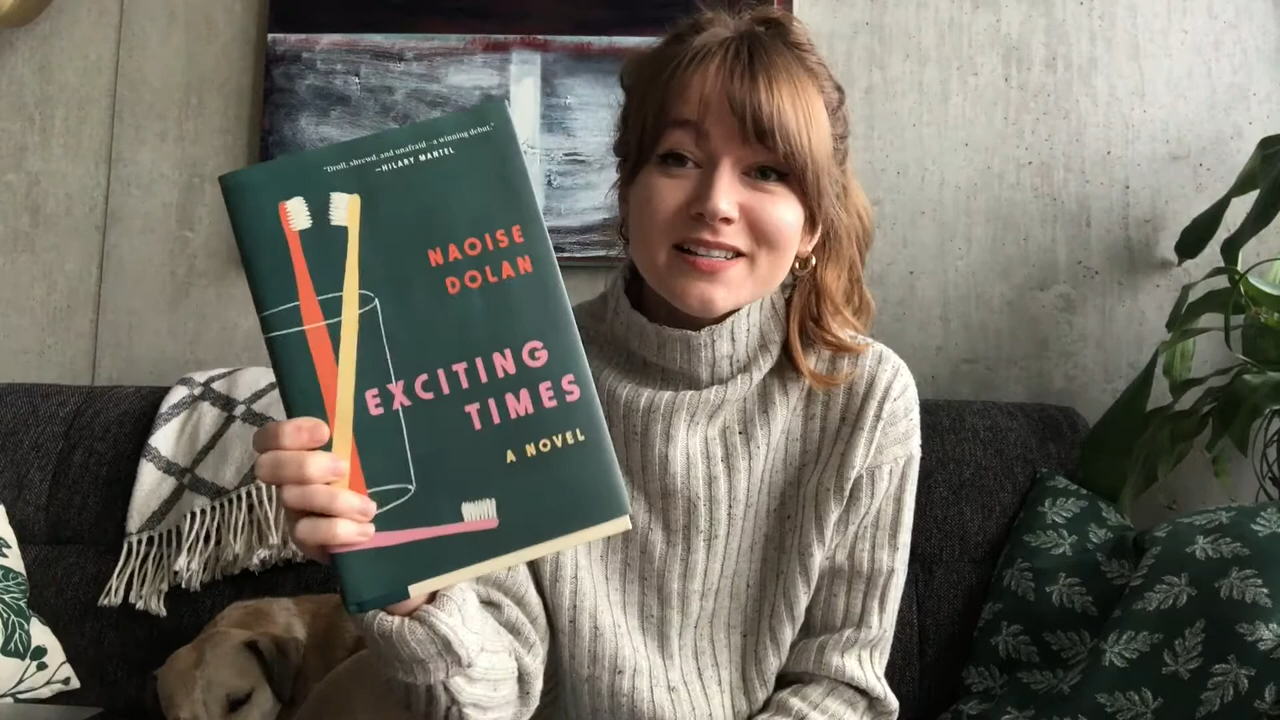 "Droll, shrewd, and unafraid—a winning debut."
—HILARY MANTEL
NAOISE
DOLAN
EXCITING
TIMES
A NOVEL